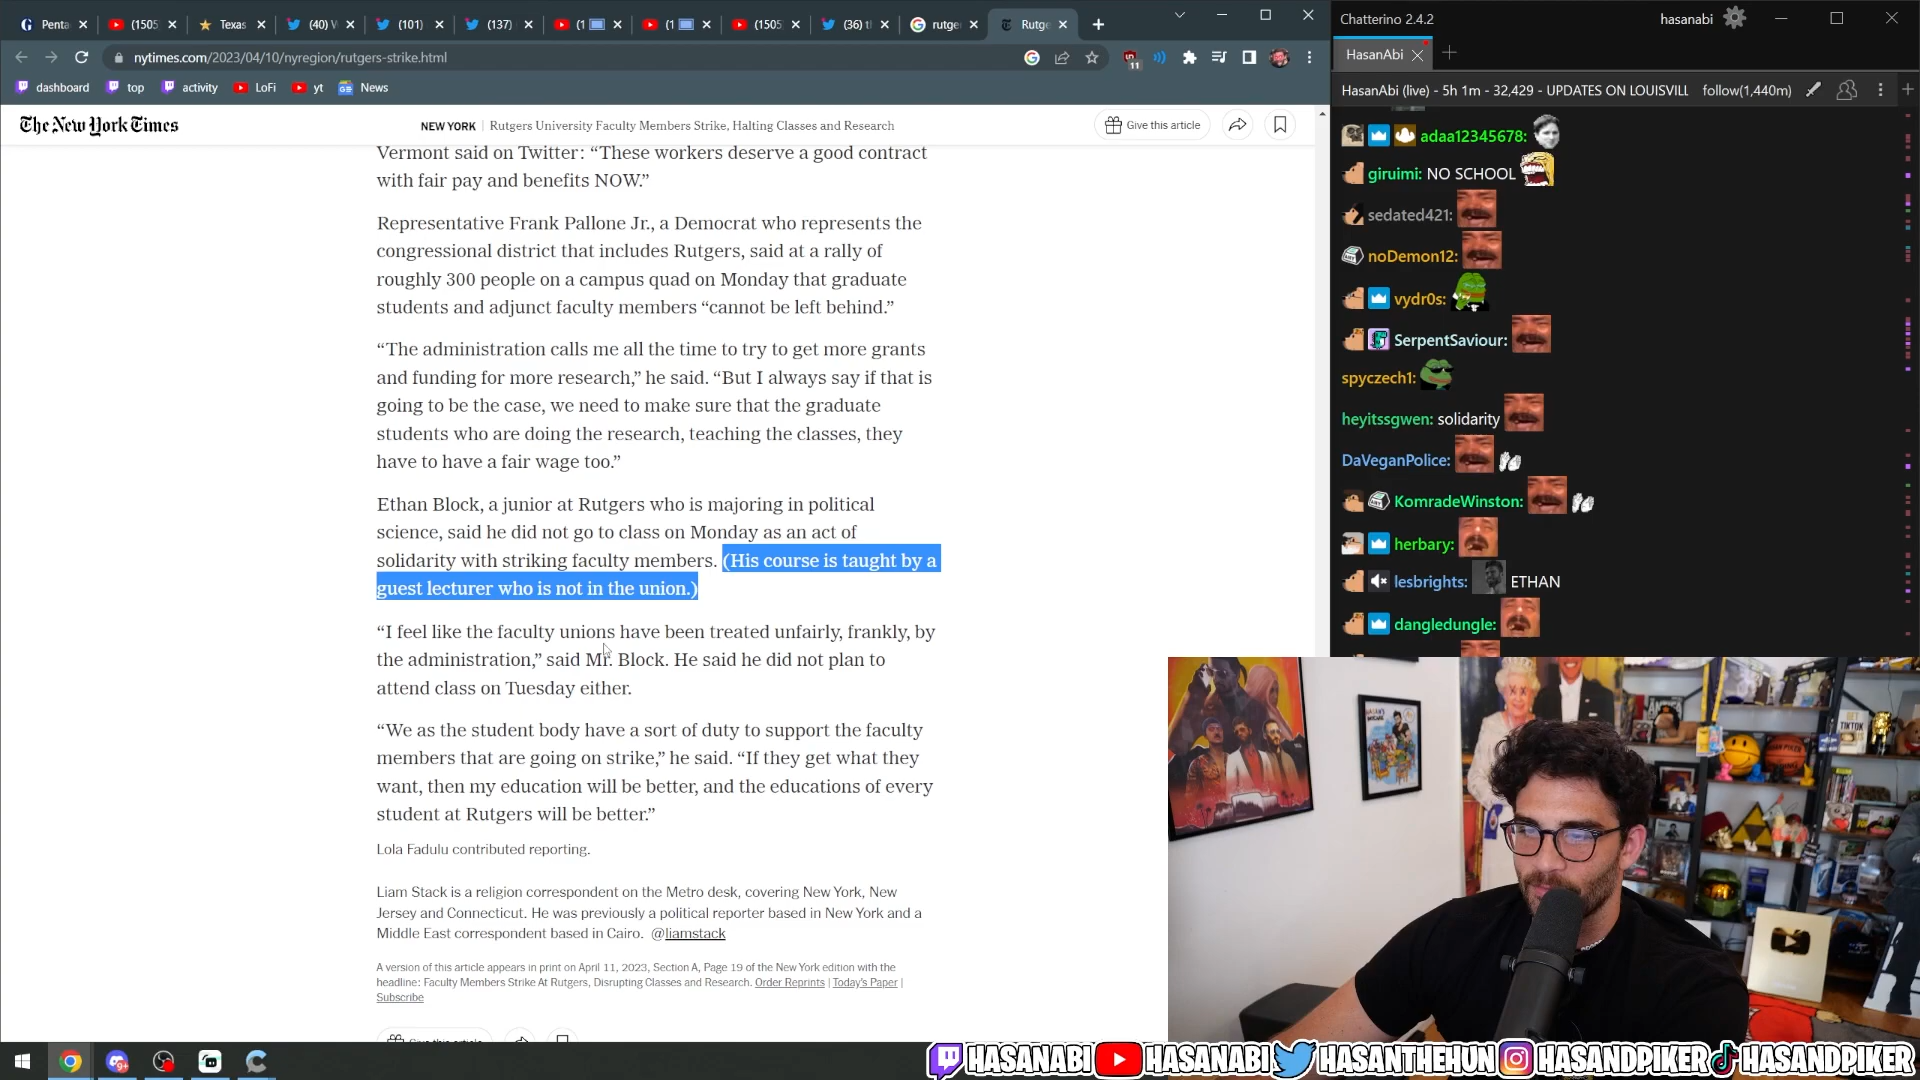 Penta
(1505
Texas
(40) V
(101)
(137)
(1
(1
(1505
(36) tl
rutge
Rutge
nytimes.com/2023/04/10/nyregion/rutgers-strike.html
11
dashboard
top
activity
LoFi
yt
News
The New York Times
NEW YORK | Rutgers University Faculty Members Strike, Halting Classes and Research
Give this article
Vermont said on Twitter: “These workers deserve a good contract
with fair pay and benefits NOW.”
Representative Frank Pallone Jr., a Democrat who represents the
congressional district that includes Rutgers, said at a rally of
roughly 300 people on a campus quad on Monday that graduate
students and adjunct faculty members “cannot be left behind.”
“The administration calls me all the time to try to get more grants
and funding for more research,” he said. “But I always say if that is
going to be the case, we need to make sure that the graduate
students who are doing the research, teaching the classes, they
have to have a fair wage too.”
Ethan Block, a junior at Rutgers who is majoring in political
science, said he did not go to class on Monday as an act of
solidarity with striking faculty members. (His course is taught by a
guest lecturer who is not in the union.)
“I feel like the faculty unions have been treated unfairly, frankly, by
the administration,” said Mr. Block. He said he did not plan to
attend class on Tuesday either.
“We as the student body have a sort of duty to support the faculty
members that are going on strike,” he said. “If they get what they
want, then my education will be better, and the educations of every
student at Rutgers will be better.”
Lola Fadulu contributed reporting.
Liam Stack is a religion correspondent on the Metro desk, covering New York, New
Jersey and Connecticut. He was previously a political reporter based in New York and a
Middle East correspondent based in Cairo. @liamstack
A version of this article appears in print on April 11, 2023, Section A, Page 19 of the New York edition with the
headline: Faculty Members Strike At Rutgers, Disrupting Classes and Research. Order Reprints | Today's Paper |
Subscribe
Give this article
Chatterino 2.4.2
hasanabi
HasanAbi
HasanAbi (live) - 5h 1m - 32,429 - UPDATES ON LOUISVILL
follow(1,440m)
adaa12345678:
giruimi: NO SCHOOL
sedated421:
noDemon12:
vydr0s:
SerpentSaviour:
spyczech1:
heyitssgwen: solidarity
DaVeganPolice:
KomradeWinston:
herbary:
lesbrights: ETHAN
dangledungle:
GET
TIKTOK
HASANABI
HASANABI
HASANTHEHUN
HASANDPIKER
HASANDPIKER